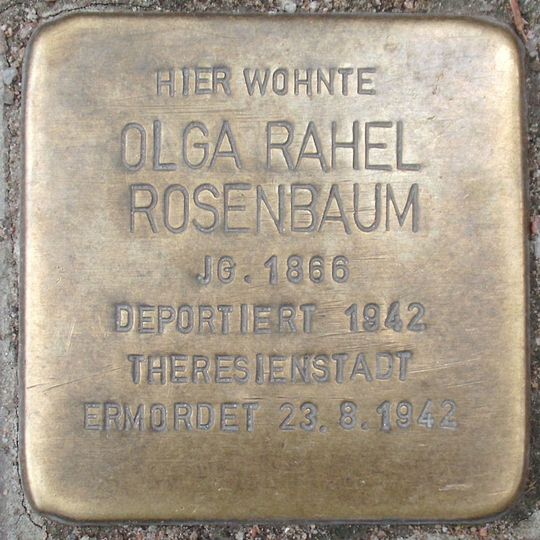 HIER WOHNTE
OLGA RAHEL
ROSENBAUM
JG. 1866
DEPORTIERT 1942
THERESIENSTADT
ERMORDET 23.8.1942